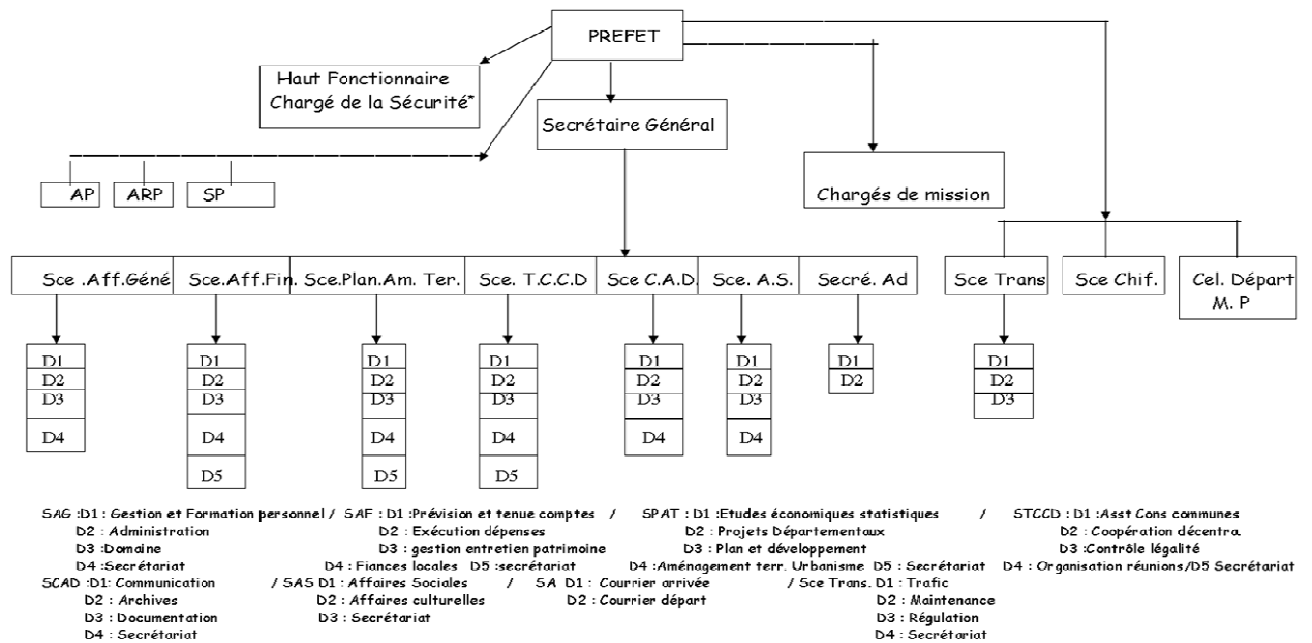 PREFET
Haut Fonctionnaire
Chargé de la Sécurité*
Secrétaire Général
Chargés de mission
AP ARP SP
Sce .Aff.Géné Sce.Aff.Fin. Sce.Plan.Am. Ter. Sce. T.C.C.D Sce C.A.D. Sce. A.S. Secré. Ad Sce Trans Sce Chif. Cel. Départ
M. P
D1 D1 D1 D1 D1 D1 D1 D1
D2 D2 D2 D2 D2 D2 D2 D2
D3 D3 D3 D3 D3 D3 D3
D4 D4 D4 D4 D4 D4
D5 D5 D5
SAG :D1 : Gestion et Formation personnel / SAF : D1 :Prévision et tenue comptes / SPAT : D1 :Etudes économiques statistiques / STCCD : D1 :Asst Cons communes
D2 : Administration D2 : Exécution dépenses D2 : Projets Départementaux D2 : Coopération décentra.
D3 :Domaine D3 : gestion entretien patrimoine D3 : Plan et développement D3 :Contrôle légalité
D4 :Secrétariat D4 : Fiances locales D5 :secrétariat D4 :Aménagement terr. Urbanisme D5 : Secrétariat D4 : Organisation réunions/D5 Secrétariat
SCAD :D1: Communication / SAS D1 : Affaires Sociales / SA D1 : Courrier arrivée / Sce Trans. D1 : Trafic
D2 : Archives D2 : Affaires culturelles D2 : Courrier départ D2 : Maintenance
D3 : Documentation D3 : Secrétariat D3 : Régulation
D4 : Secrétariat D4 : Secrétariat